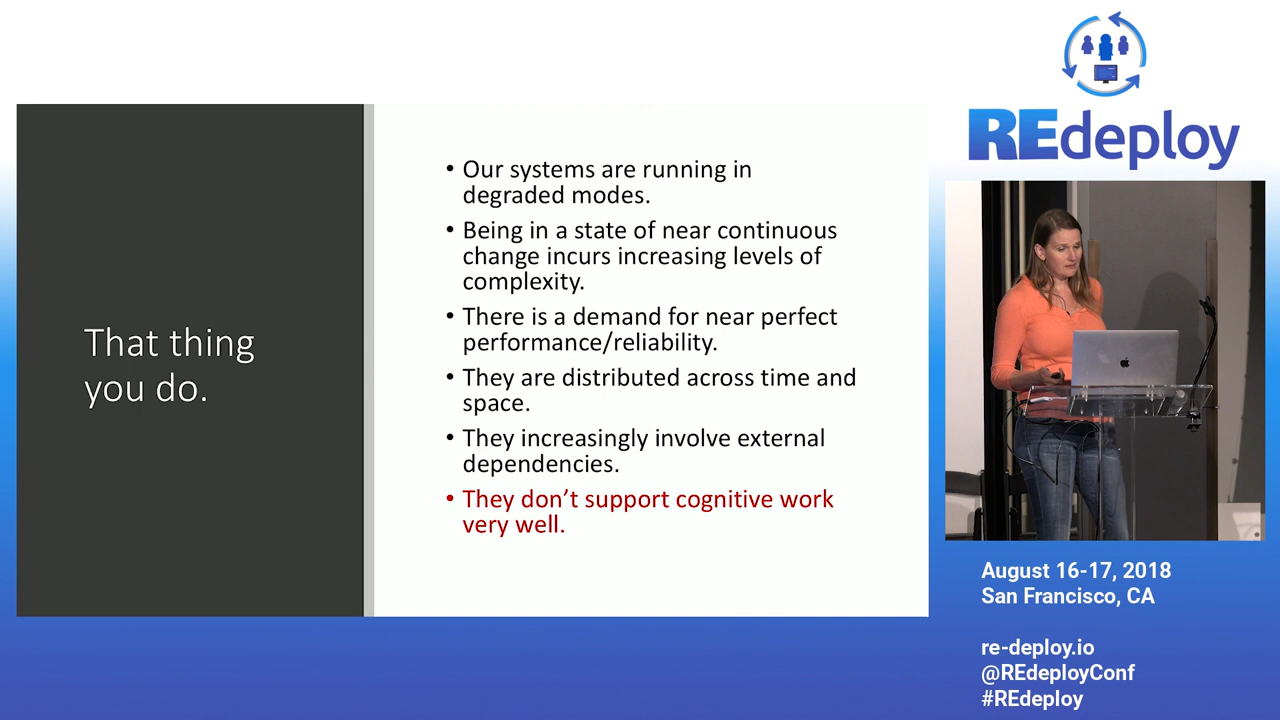 That thing
you do.
• Our systems are running in
degraded modes.
• Being in a state of near continuous
change incurs increasing levels of
complexity.
• There is a demand for near perfect
performance/reliability.
• They are distributed across time and
space.
• They increasingly involve external
dependencies.
• They don’t support cognitive work
very well.
REdeploy
August 16-17, 2018
San Francisco, CA
re-deploy.io
@REdeployConf
#REdeploy